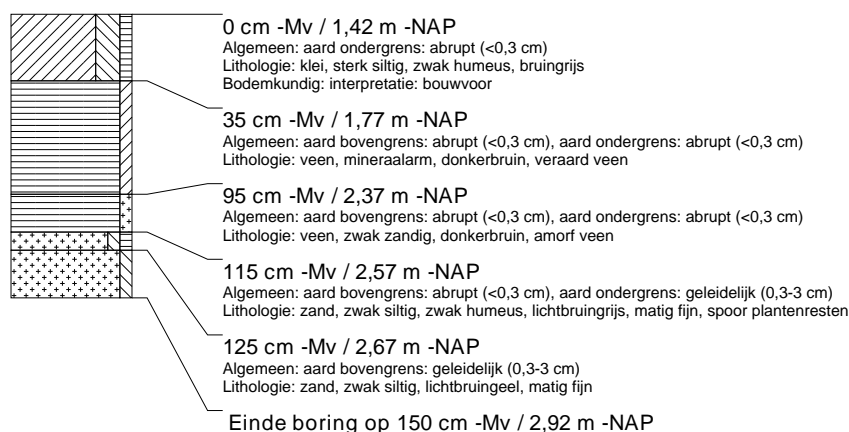 0 cm -Mv / 1,42 m -NAP
Algemeen: aard ondergrens: abrupt (<0,3 cm)
Lithologie: klei, sterk siltig, zwak humeus, bruingrijs
Bodemkundig: interpretatie: bouwvoor
35 cm -Mv / 1,77 m -NAP
Algemeen: aard bovengrens: abrupt (<0,3 cm), aard ondergrens: abrupt (<0,3 cm)
Lithologie: veen, mineraalarm, donkerbruin, veraard veen
95 cm -Mv / 2,37 m -NAP
Algemeen: aard bovengrens: abrupt (<0,3 cm), aard ondergrens: abrupt (<0,3 cm)
Lithologie: veen, zwak zandig, donkerbruin, amorf veen
115 cm -Mv / 2,57 m -NAP
Algemeen: aard bovengrens: abrupt (<0,3 cm), aard ondergrens: geleidelijk (0,3-3 cm)
Lithologie: zand, zwak siltig, zwak humeus, lichtbruingrijs, matig fijn, spoor plantenresten
125 cm -Mv / 2,67 m -NAP
Algemeen: aard bovengrens: geleidelijk (0,3-3 cm)
Lithologie: zand, zwak siltig, lichtbruingeel, matig fijn
Einde boring op 150 cm -Mv / 2,92 m -NAP